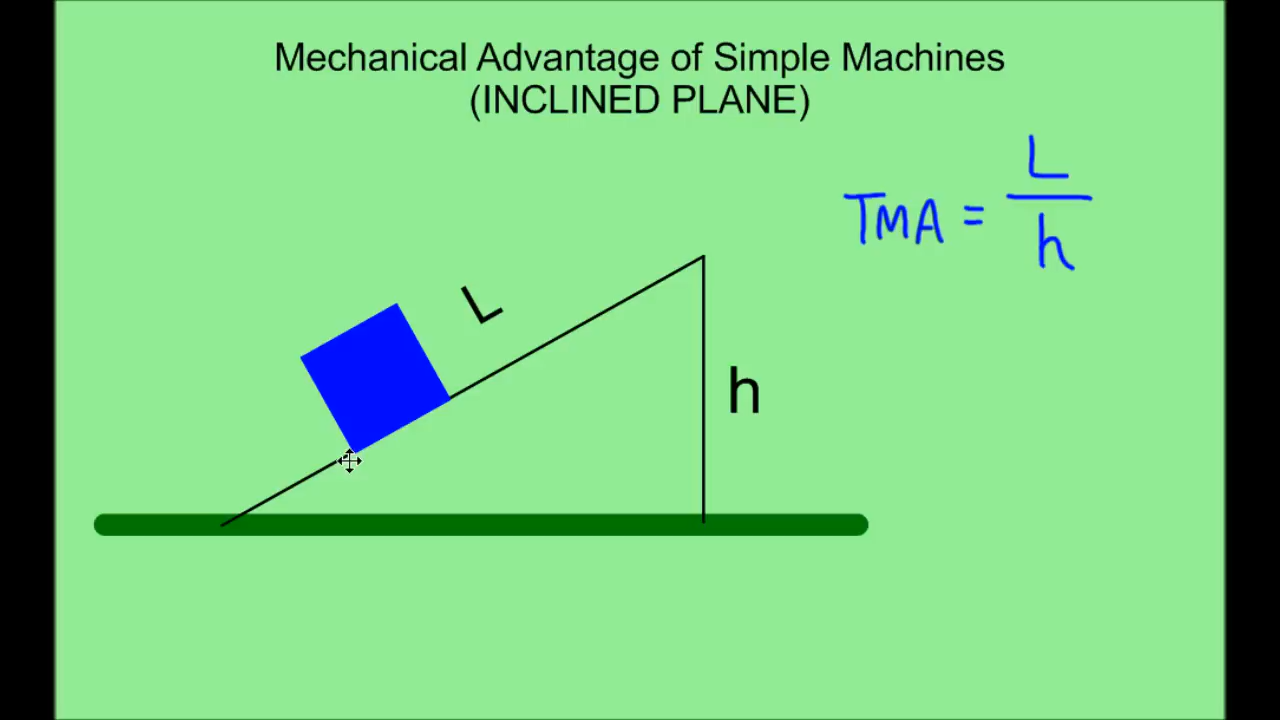 Mechanical Advantage of Simple Machines
(INCLINED PLANE)
TMA = L/h
L
h